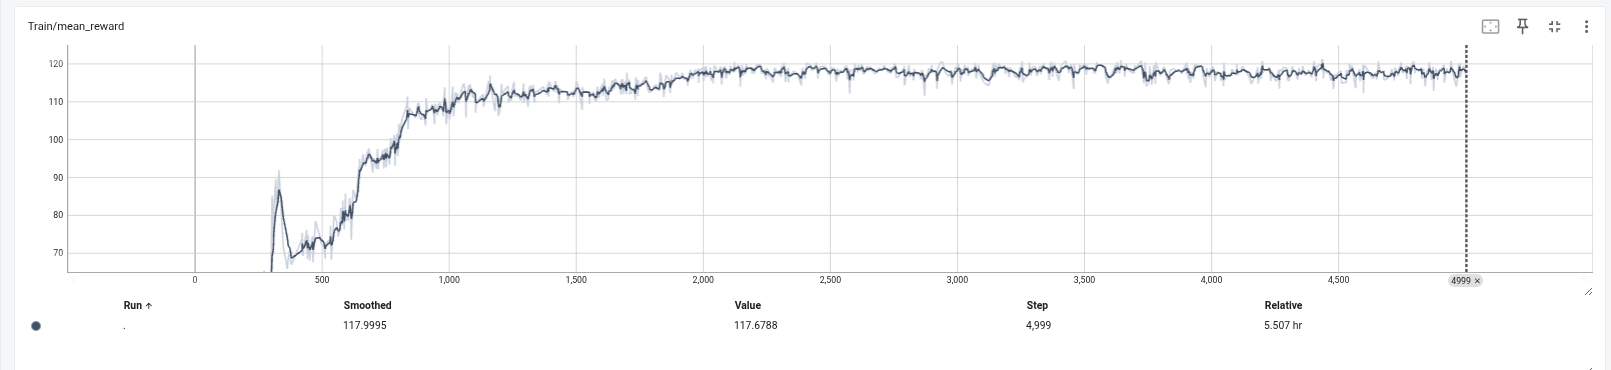 Train/mean_reward
120
110
100
90
80
70
0 500 1,000 1,500 2,000 2,500 3,000 3,500 4,000 4,500 4999 ×
Run ↑ Smoothed Value Step Relative
. 117.9995 117.6788 4,999 5.507 hr